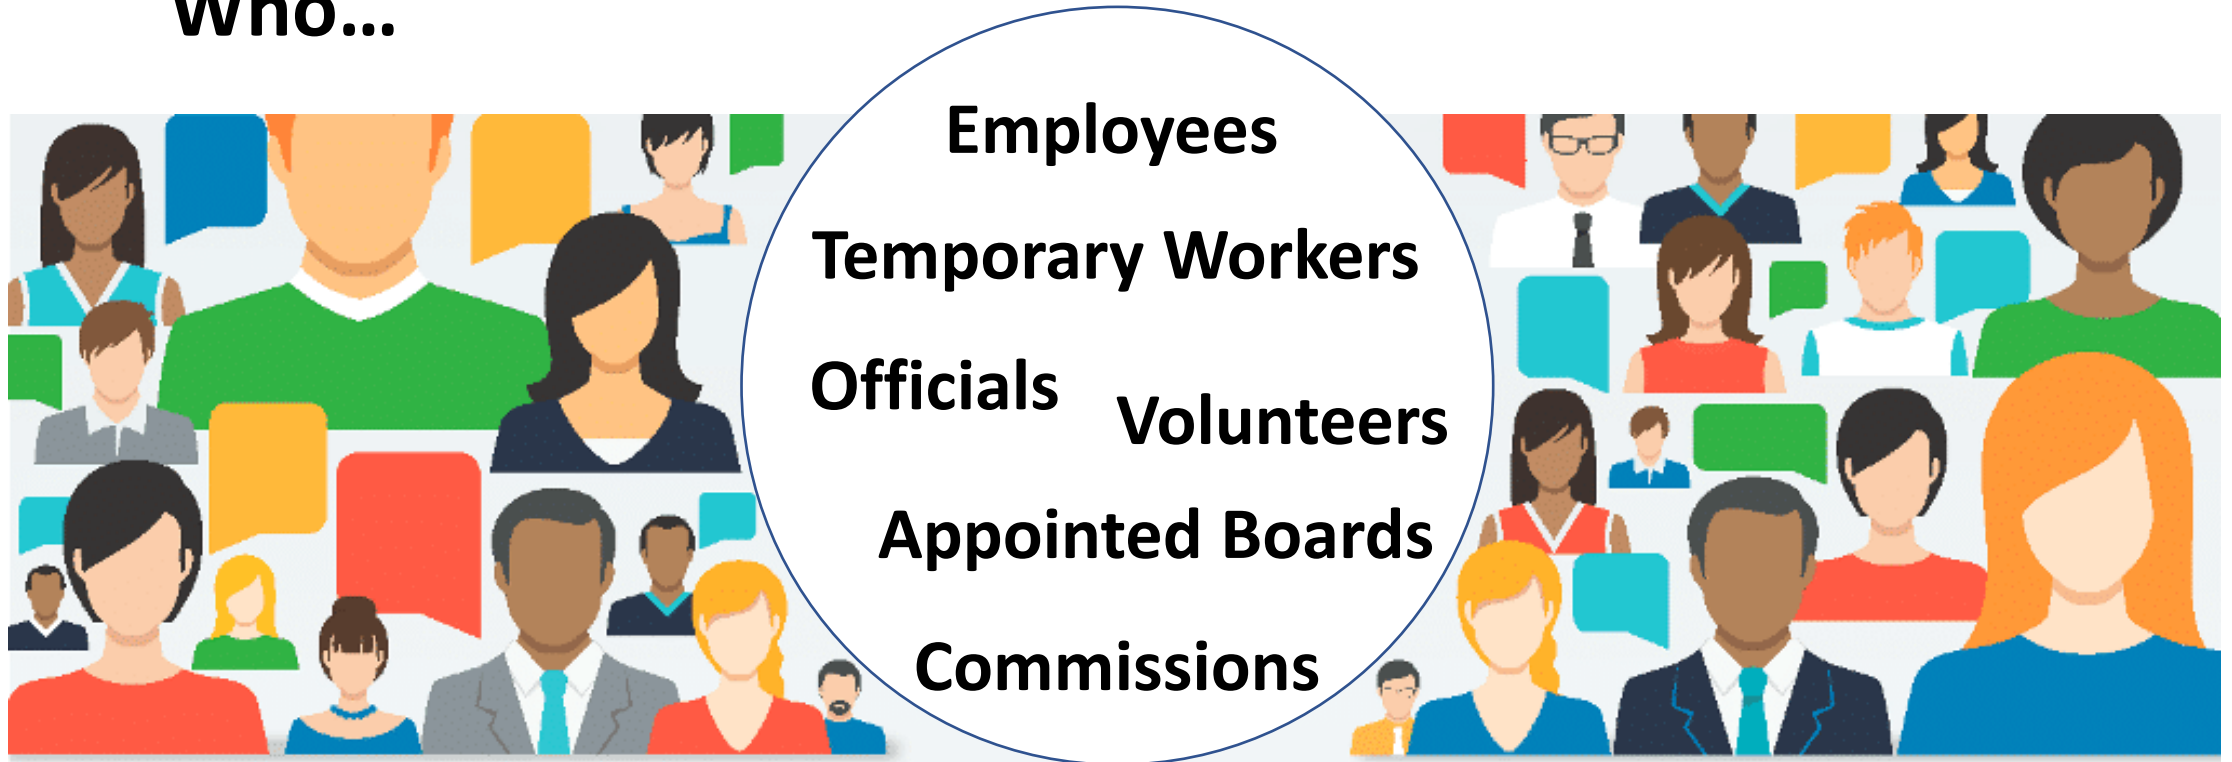 Who…
Employees
Temporary Workers
Officials
Volunteers
Appointed Boards
Commissions